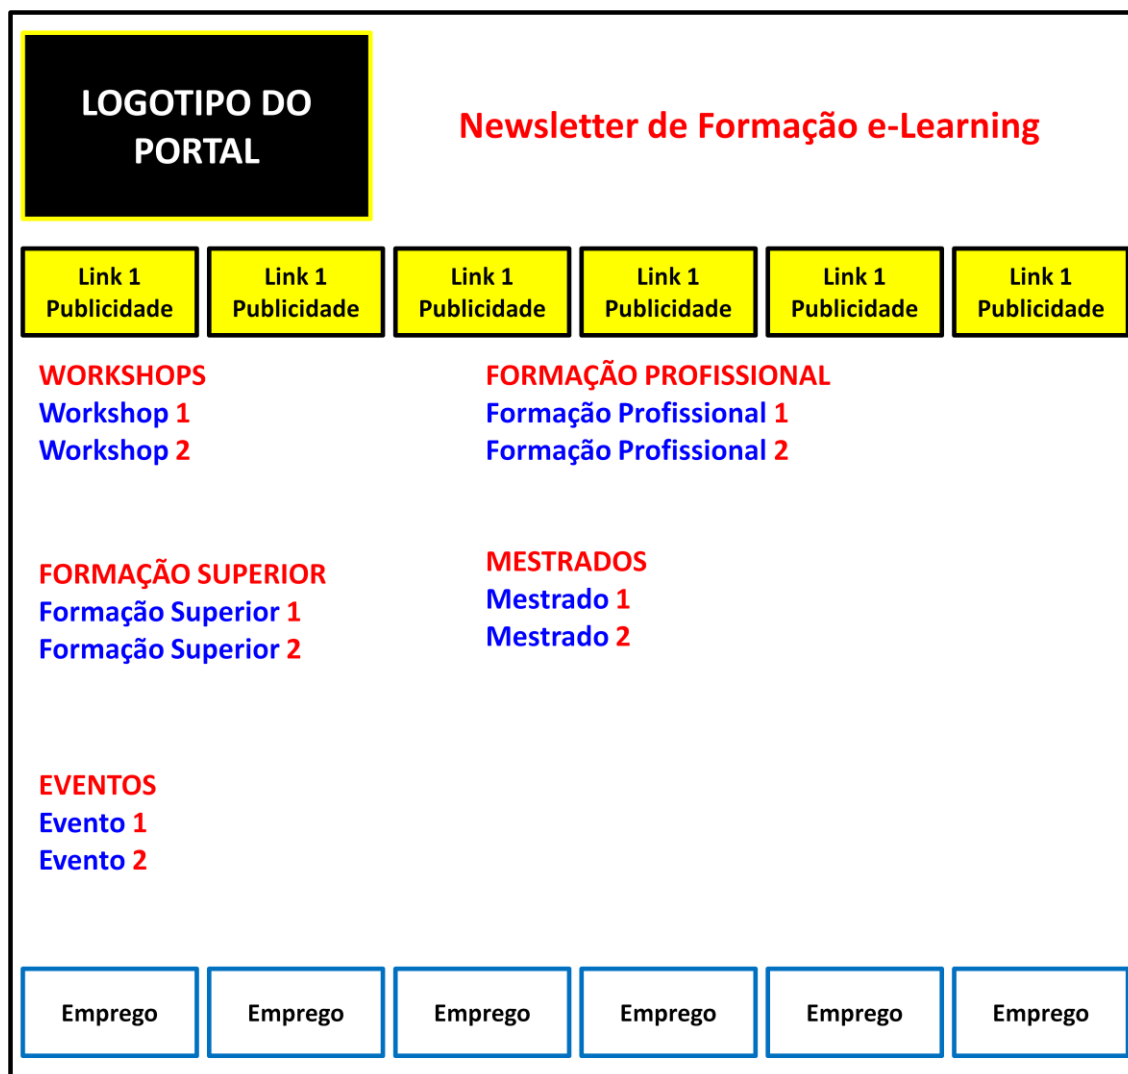 LOGOTIPO DO
PORTAL
Newsletter de Formação e-Learning
Link 1
Publicidade
Link 1
Publicidade
Link 1
Publicidade
Link 1
Publicidade
Link 1
Publicidade
Link 1
Publicidade
WORKSHOPS
Workshop 1
Workshop 2
FORMAÇÃO PROFISSIONAL
Formação Profissional 1
Formação Profissional 2
FORMAÇÃO SUPERIOR
Formação Superior 1
Formação Superior 2
MESTRADOS
Mestrado 1
Mestrado 2
EVENTOS
Evento 1
Evento 2
Emprego
Emprego
Emprego
Emprego
Emprego
Emprego